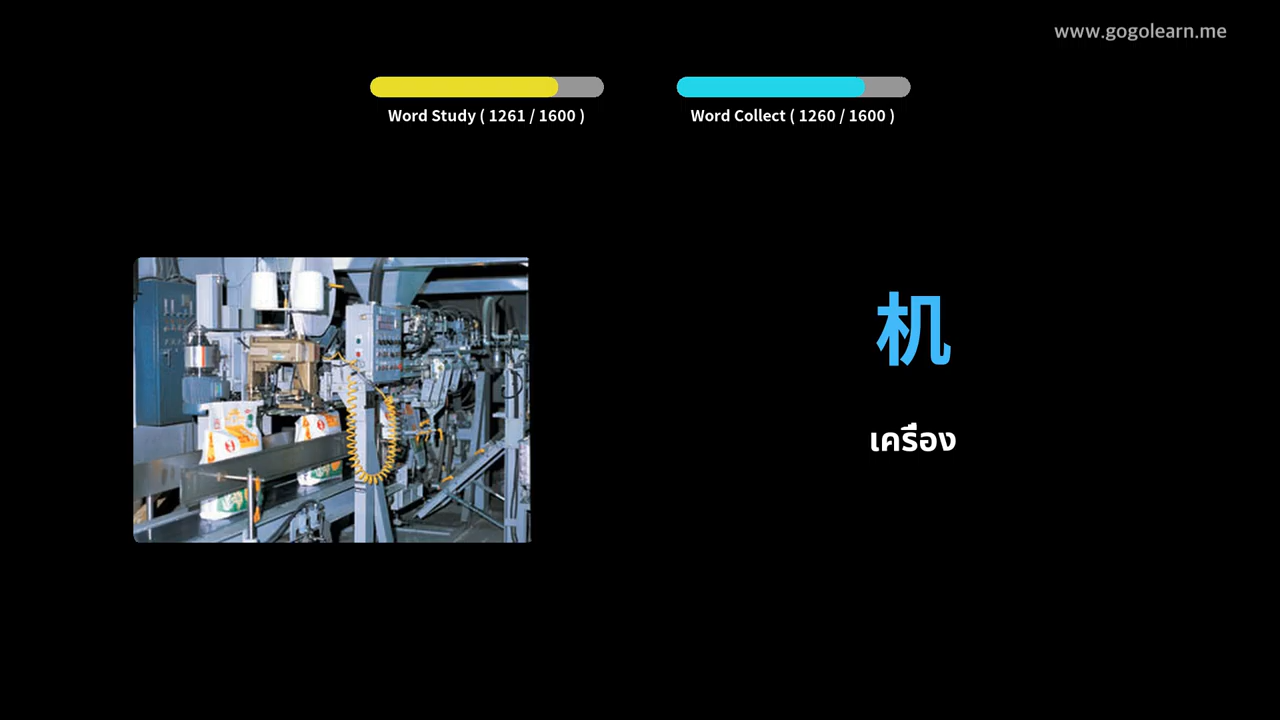 www.gogolearn.me
Word Study ( 1261 / 1600 )
Word Collect ( 1260 / 1600 )
机
เครื่อง